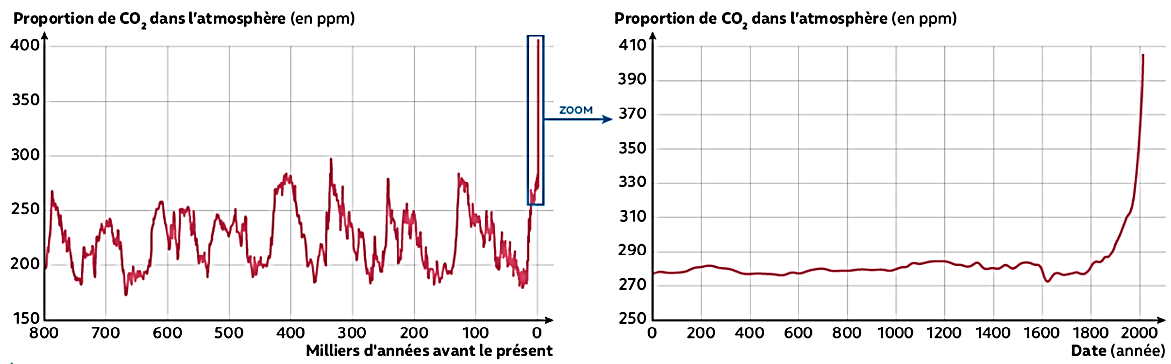 Proportion de CO2 dans l'atmosphère (en ppm)
400
350
300
250
200
150
800 700 600 500 400 300 200 100 0
Milliers d'années avant le présent
ZOOM
Proportion de CO2 dans l'atmosphère (en ppm)
410
390
370
350
330
310
290
270
250
0 200 400 600 800 1000 1200 1400 1600 1800 2000
Date (année)